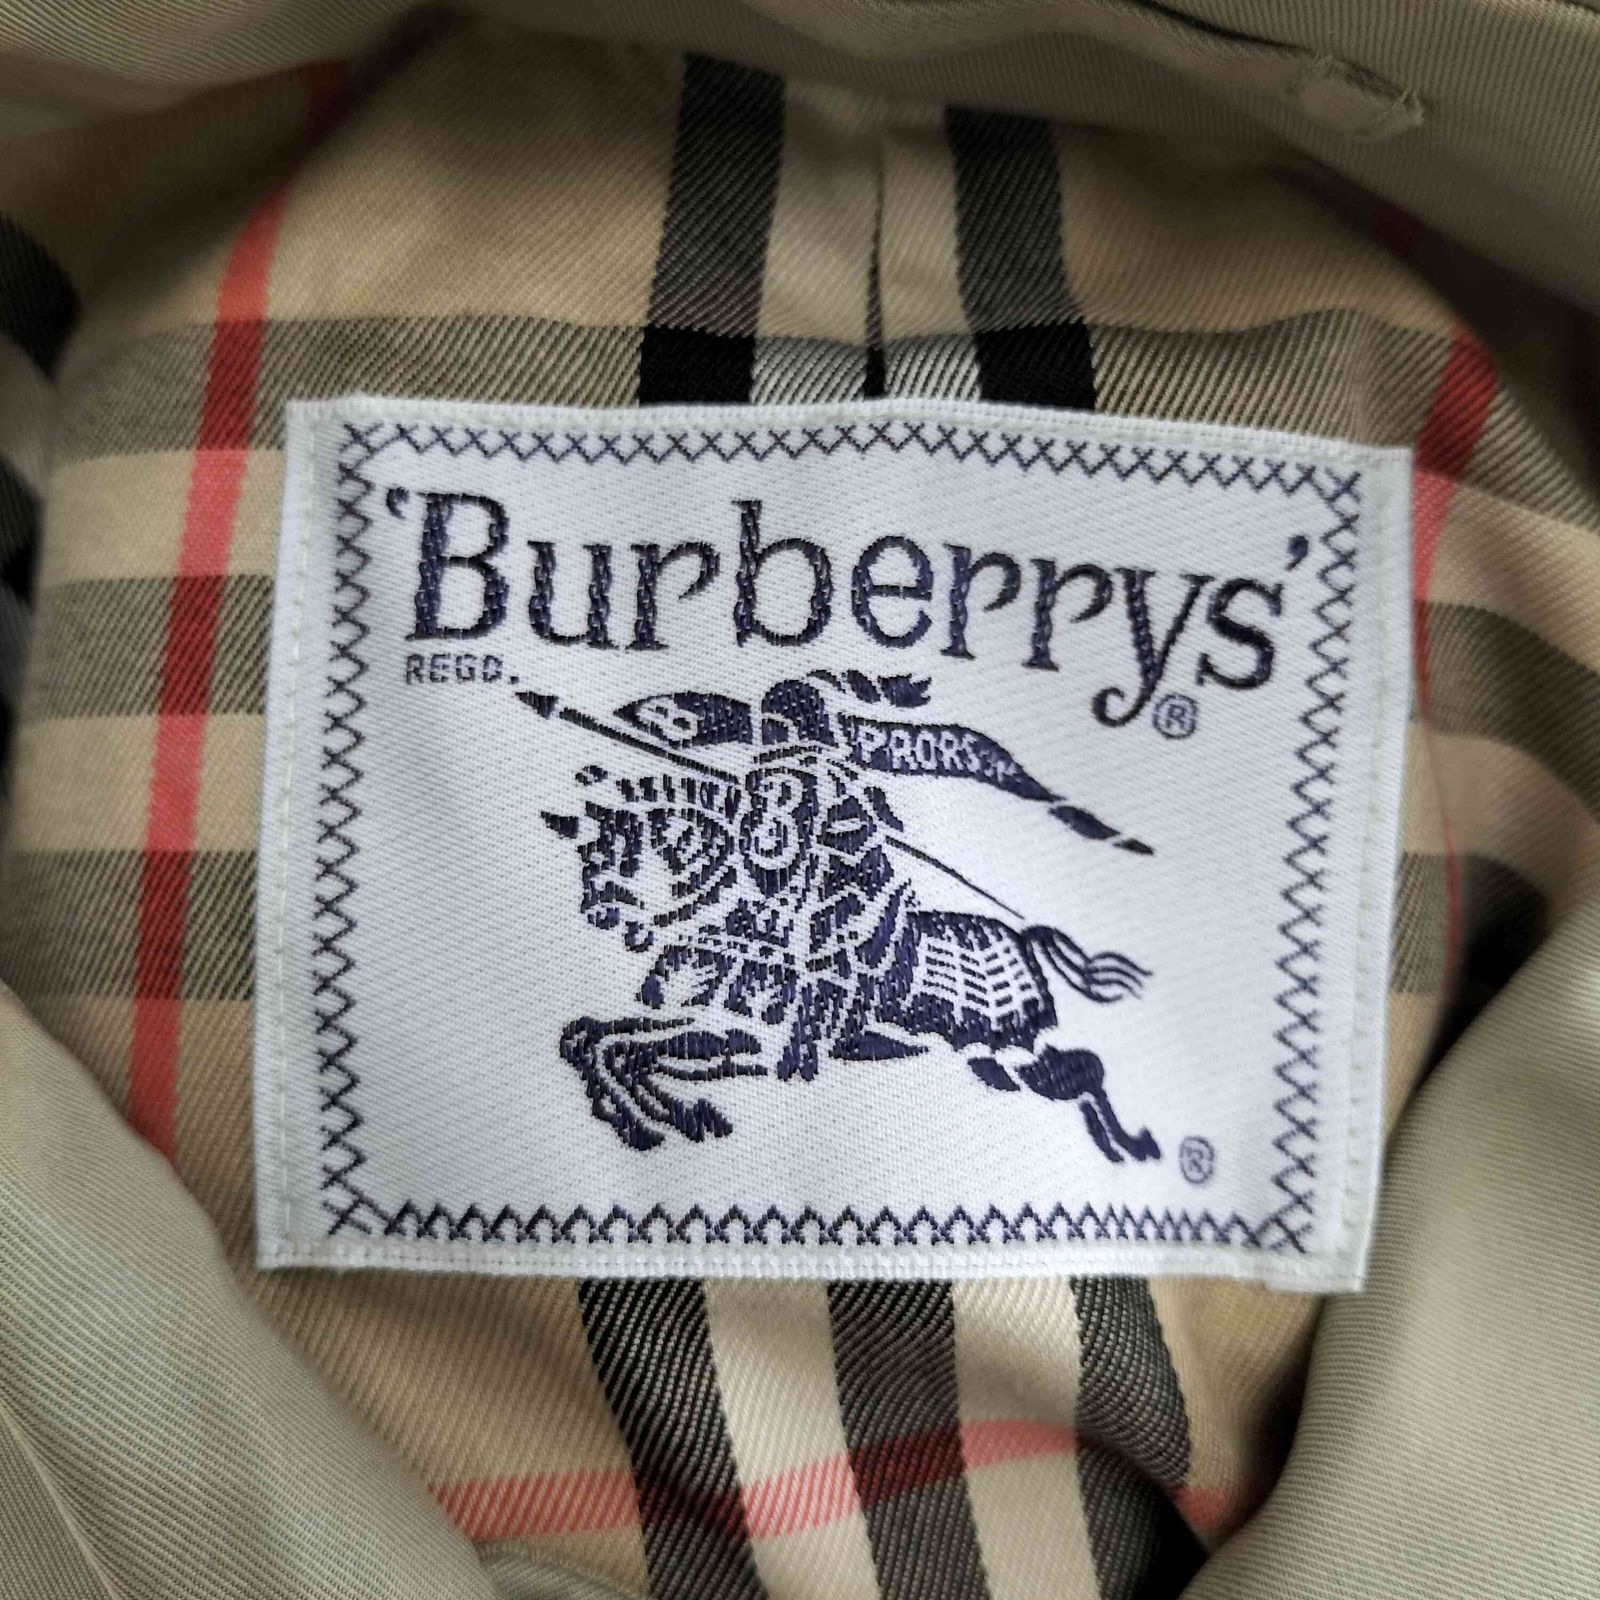 'Burberrys'®
REGD.
B PRORSUM
B
®